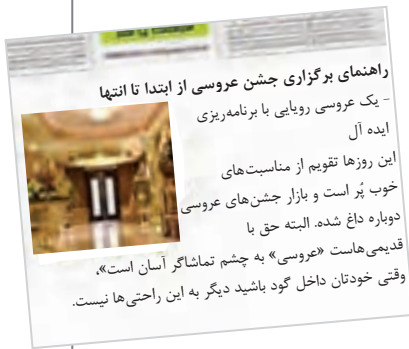 راهنمای برگزاری جشن عروسی از ابتدا تا انتها
- یک عروسی رویایی با برنامه‌ریزی
ایده آل
این روزها تقویم از مناسبت‌های
خوب پُر است و بازار جشن‌های عروسی
دوباره داغ شده. البته حق با
قدیمی‌هاست «عروسی» به چشم تماشاگر آسان است»،
وقتی خودتان داخل گود باشید دیگر به این راحتی‌ها نیست.